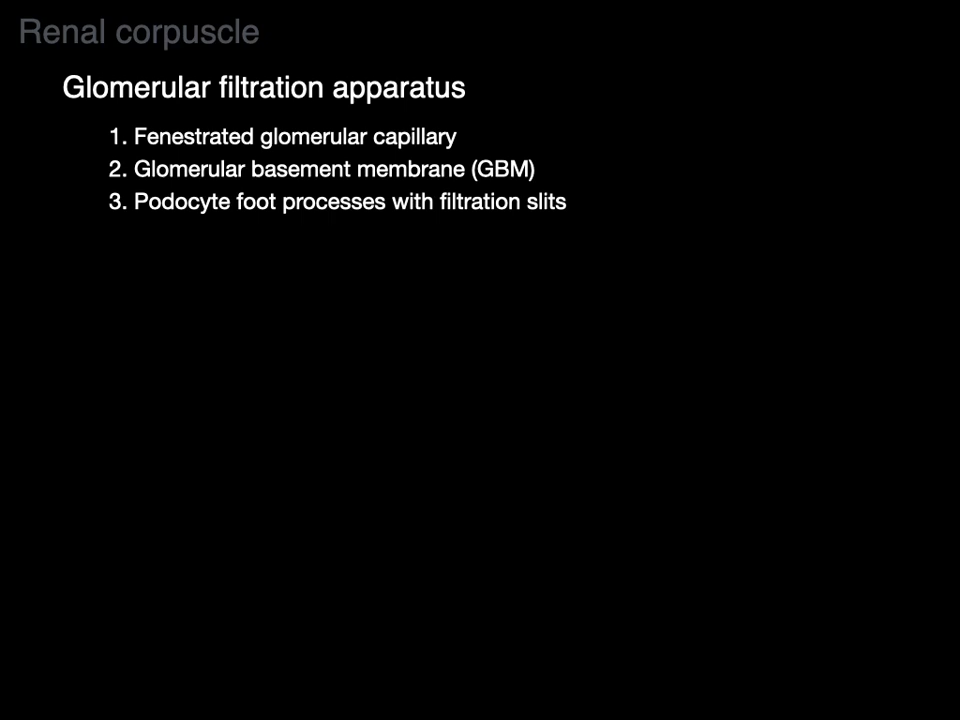 Renal corpuscle
Glomerular filtration apparatus
1. Fenestrated glomerular capillary
2. Glomerular basement membrane (GBM)
3. Podocyte foot processes with filtration slits